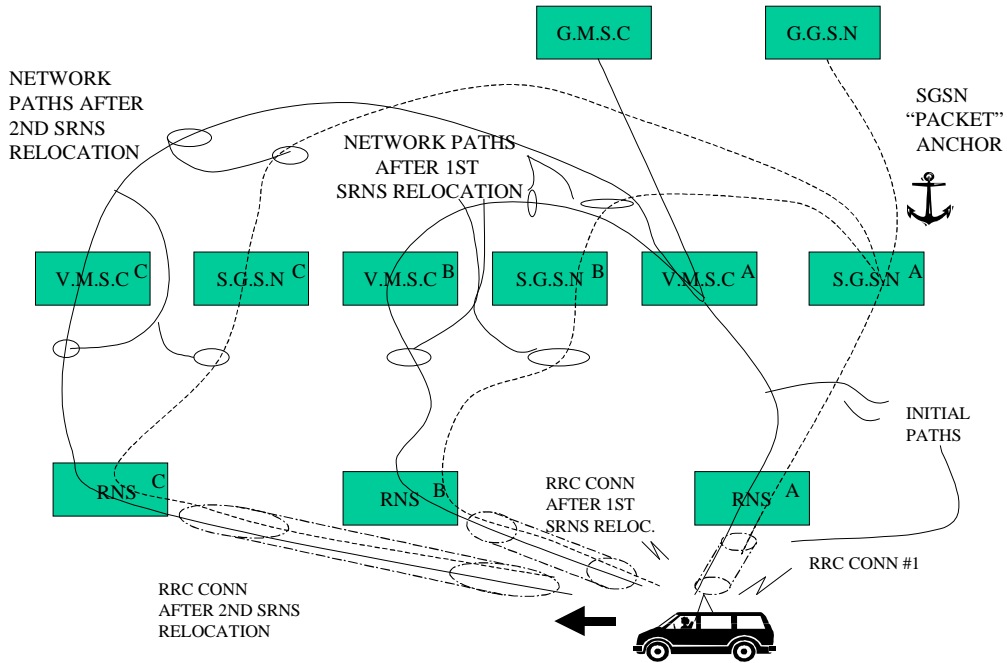 G.M.S.C
G.G.S.N
NETWORK
PATHS AFTER
2ND SRNS
RELOCATION
SGSN
“PACKET”
ANCHOR
NETWORK PATHS
AFTER 1ST
SRNS RELOCATION
V.M.S.C C
S.G.S.N C
V.M.S.C B
S.G.S.N B
V.M.S.C A
S.G.S.N A
INITIAL
PATHS
RNS C
RNS B
RNS A
RRC CONN
AFTER 1ST
SRNS RELOC.
RRC CONN #1
RRC CONN
AFTER 2ND SRNS
RELOCATION